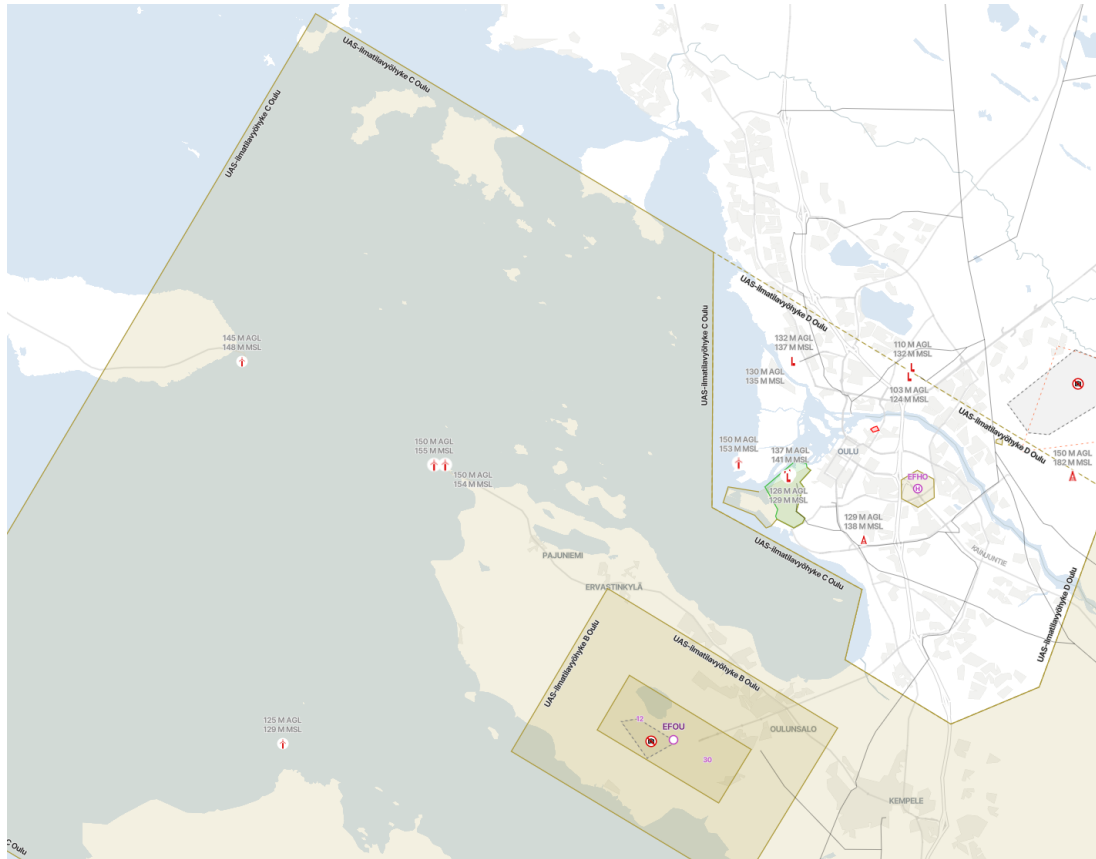 UAS-ilmatilavyöhyke C Oulu
UAS-ilmatilavyöhyke C Oulu
UAS-ilmatilavyöhyke C Oulu
UAS-ilmatilavyöhyke D Oulu
145 M AGL
148 M MSL
132 M AGL
137 M MSL
110 M AGL
132 M MSL
130 M AGL
135 M MSL
103 M AGL
124 M MSL
UAS-ilmatilavyöhyke D Oulu
150 M AGL
155 M MSL
150 M AGL
154 M MSL
150 M AGL
153 M MSL
137 M AGL
141 M MSL
OULU
150 M AGL
182 M MSL
EFHO
H
126 M AGL
129 M MSL
129 M AGL
138 M MSL
KAINUUNTIE
UAS-ilmatilavyöhyke C Oulu
PAJUNIEMI
ERVASTINKYLÄ
UAS-ilmatilavyöhyke D Oulu
UAS-ilmatilavyöhyke B Oulu
UAS-ilmatilavyöhyke B Oulu
125 M AGL
129 M MSL
12
EFOU
OULUNSALO
30
KEMPELE
C Oulu